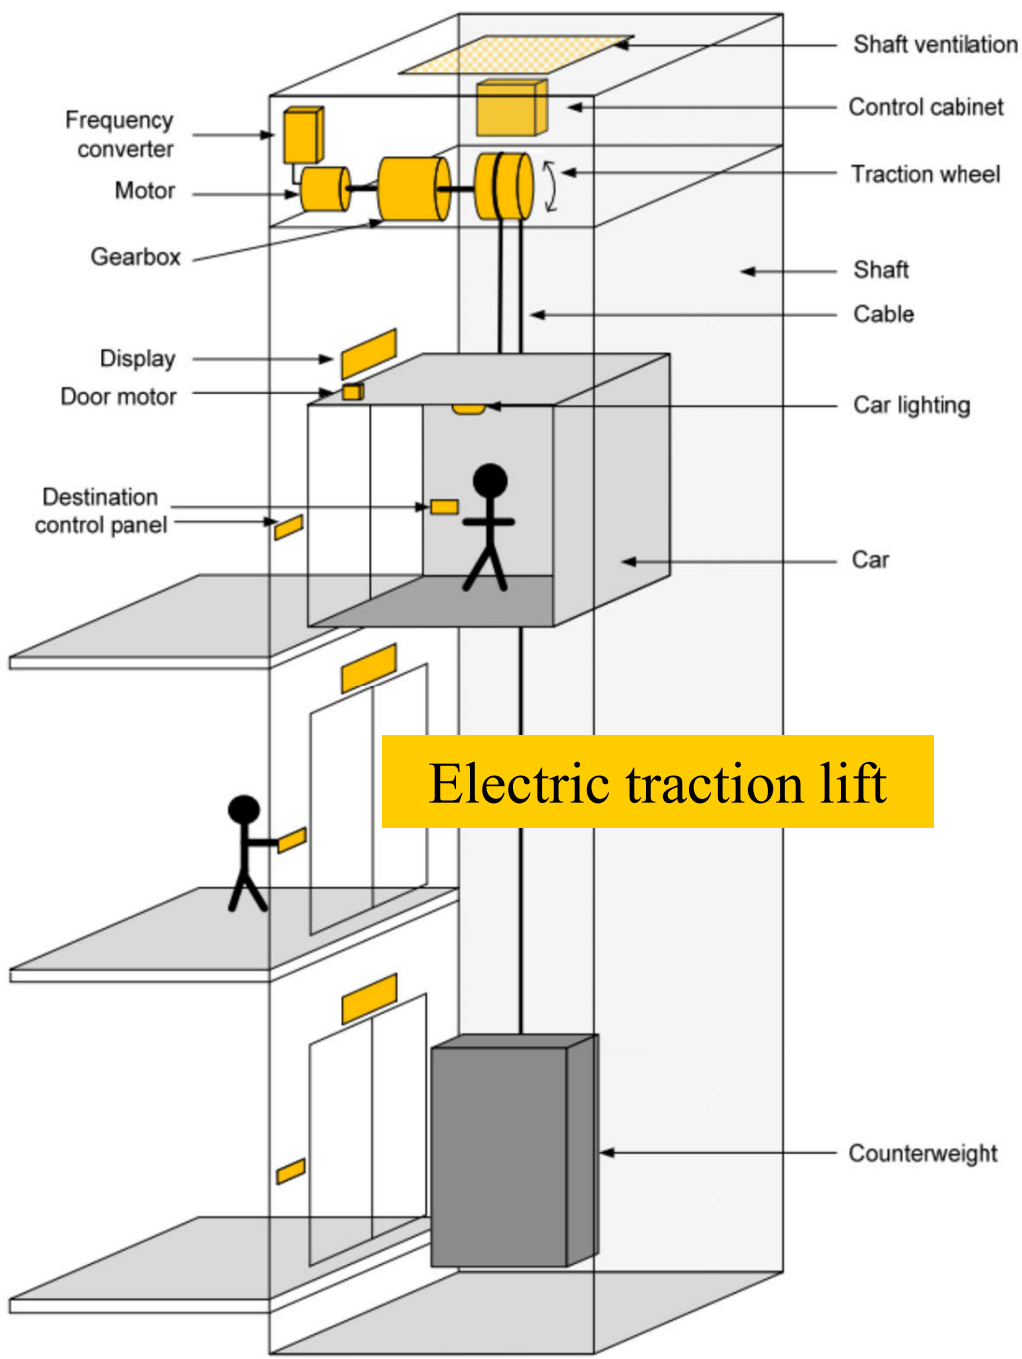 Shaft ventilation
Control cabinet
Frequency
converter
Traction wheel
Motor
Gearbox
Shaft
Cable
Display
Door motor
Car lighting
Destination
control panel
Car
Electric traction lift
Counterweight